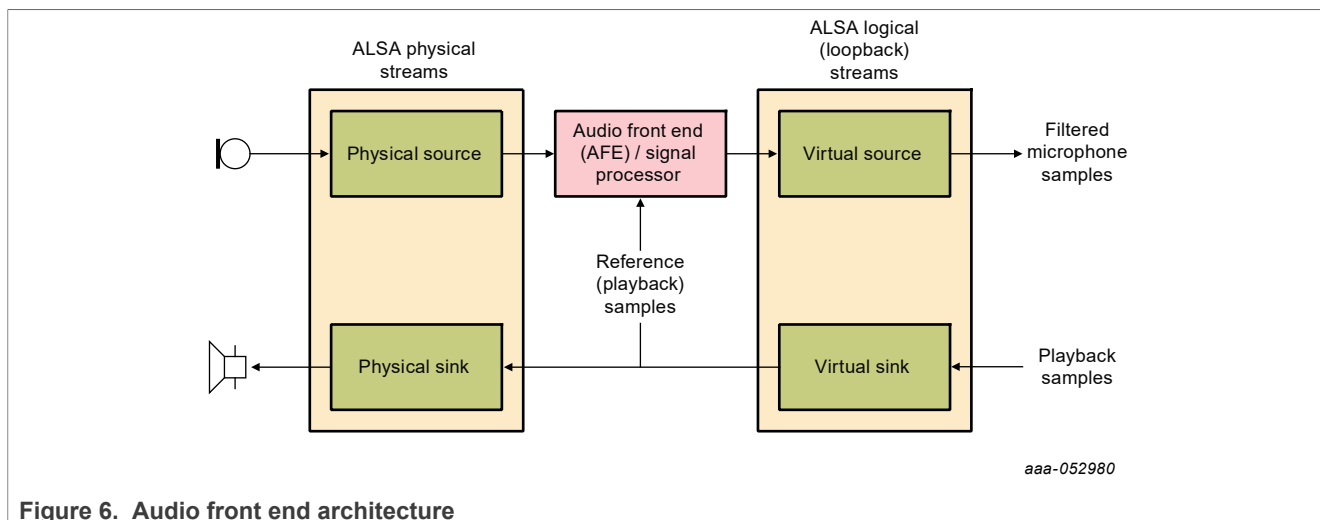 ALSA physical
streams
ALSA logical
(loopback)
streams
Physical source
Audio front end
(AFE) / signal
processor
Virtual source
Filtered
microphone
samples
Reference
(playback)
samples
Physical sink
Virtual sink
Playback
samples
aaa-052980
Figure 6. Audio front end architecture